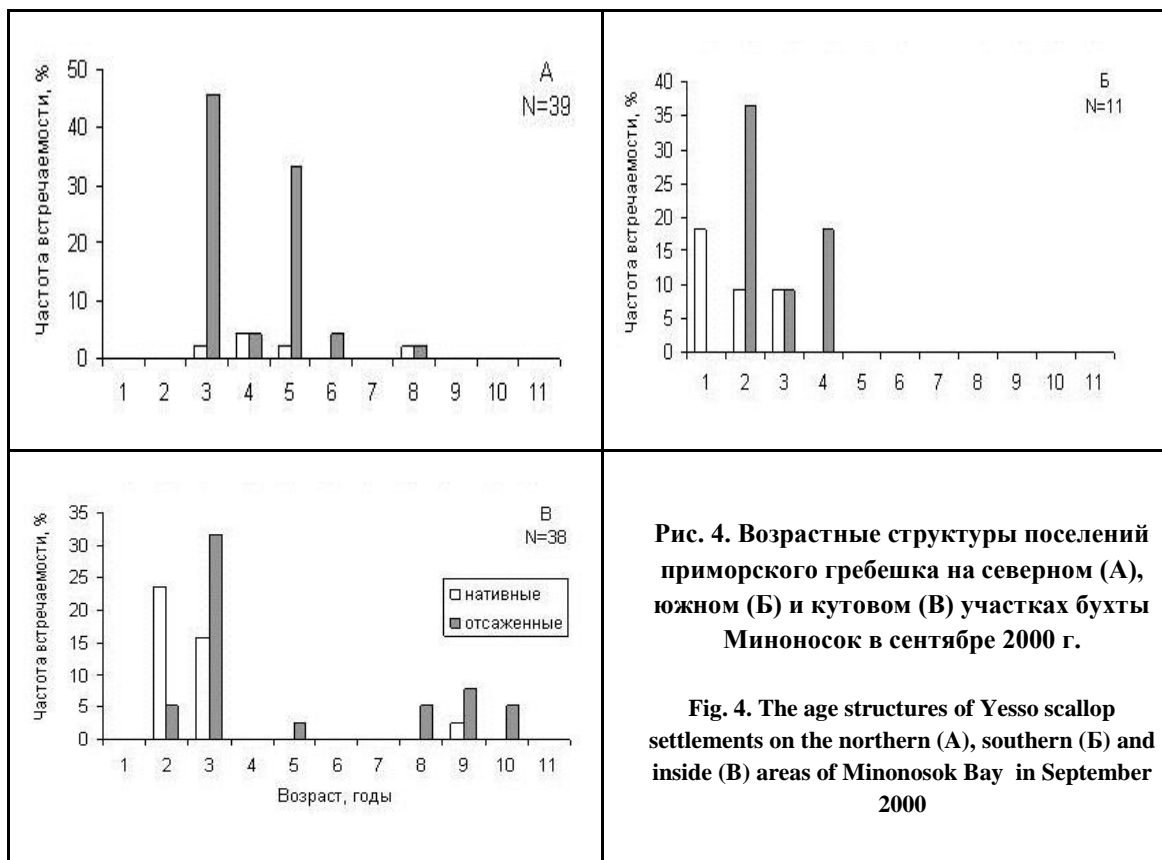 Частота встречаемости, %
50
40
30
20
10
0
А
N=39
1 2 3 4 5 6 7 8 9 10 11
Частота встречаемости, %
40
35
30
25
20
15
10
5
0
Б
N=11
1 2 3 4 5 6 7 8 9 10 11
Частота встречаемости, %
35
30
25
20
15
10
5
0
В
N=38
нативные
отсаженные
1 2 3 4 5 6 7 8 9 10 11
Возраст, годы
Рис. 4. Возрастные структуры поселений
приморского гребешка на северном (А),
южном (Б) и кутовом (В) участках бухты
Миноносок в сентябре 2000 г.
Fig. 4. The age structures of Yesso scallop
settlements on the northern (А), southern (Б) and
inside (В) areas of Minonosok Bay in September
2000